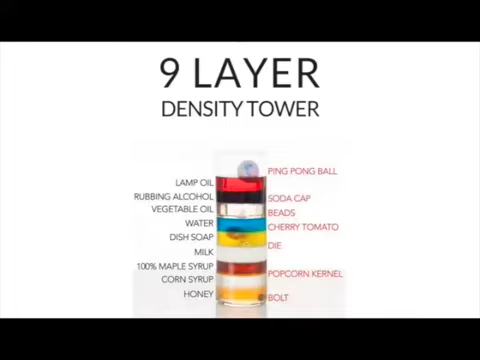 9 LAYER
DENSITY TOWER
PING PONG BALL
LAMP OIL
RUBBING ALCOHOL
SODA CAP
VEGETABLE OIL
BEADS
WATER
CHERRY TOMATO
DISH SOAP
DIE
MILK
100% MAPLE SYRUP
POPCORN KERNEL
CORN SYRUP
HONEY
BOLT